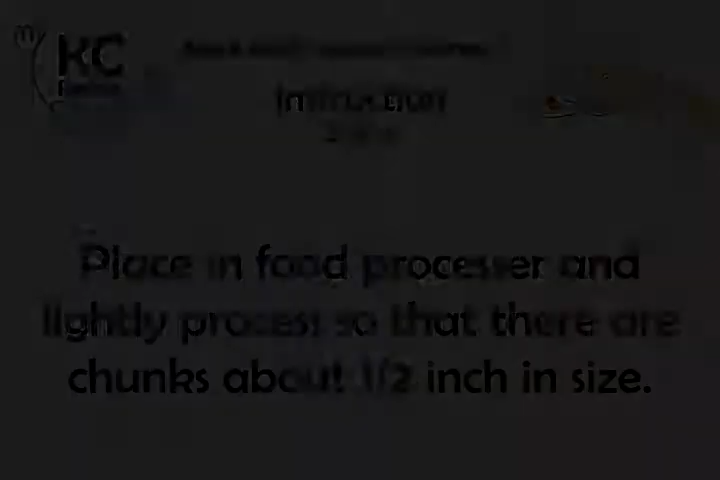 KC
Instruction
Place in food processer and
lightly process so that there are
chunks about 1/2 inch in size.